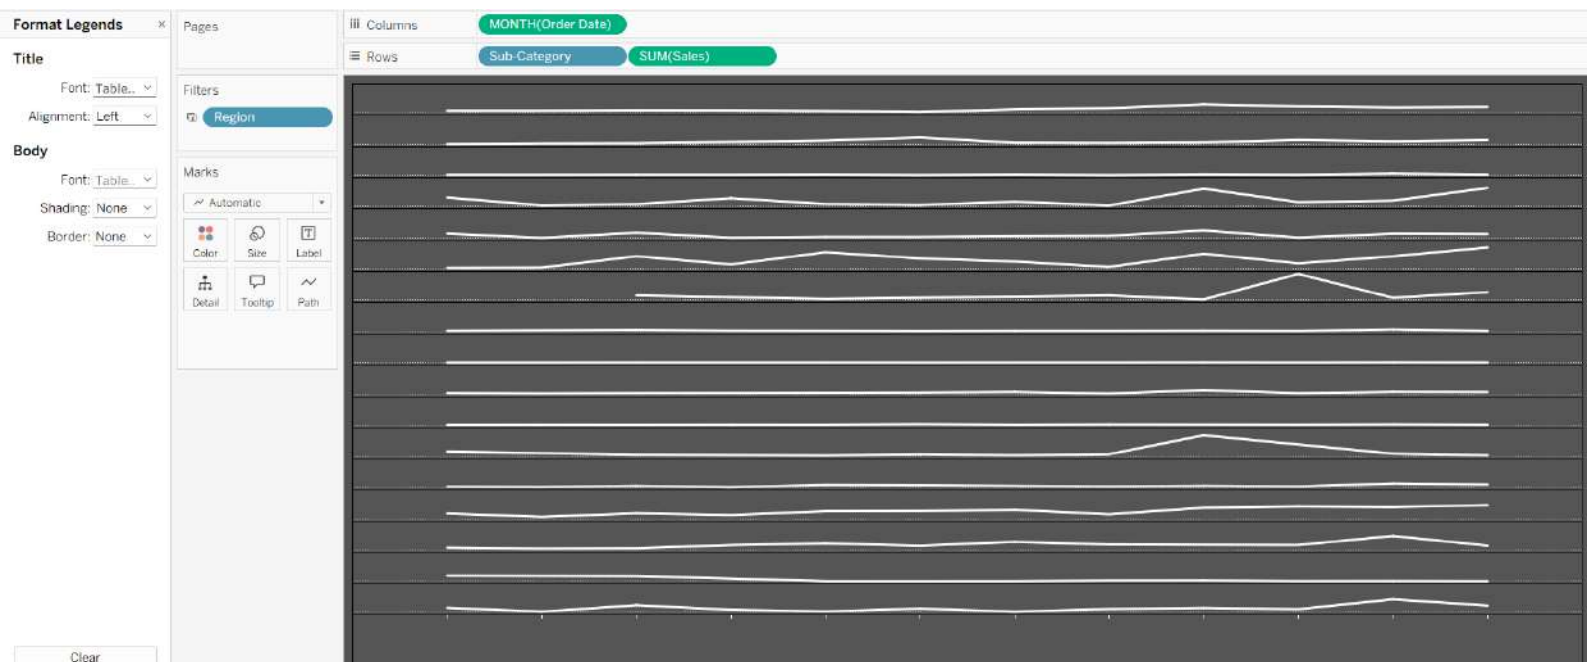 Format Legends ×
Title
Font: Table..
Alignment: Left
Body
Font: Table..
Shading: None
Border: None
Clear
Pages
Filters
Region
Marks
Automatic
Color
Size
Label
Detail
Tooltip
Path
Columns
MONTH(Order Date)
Rows
Sub-Category
SUM(Sales)